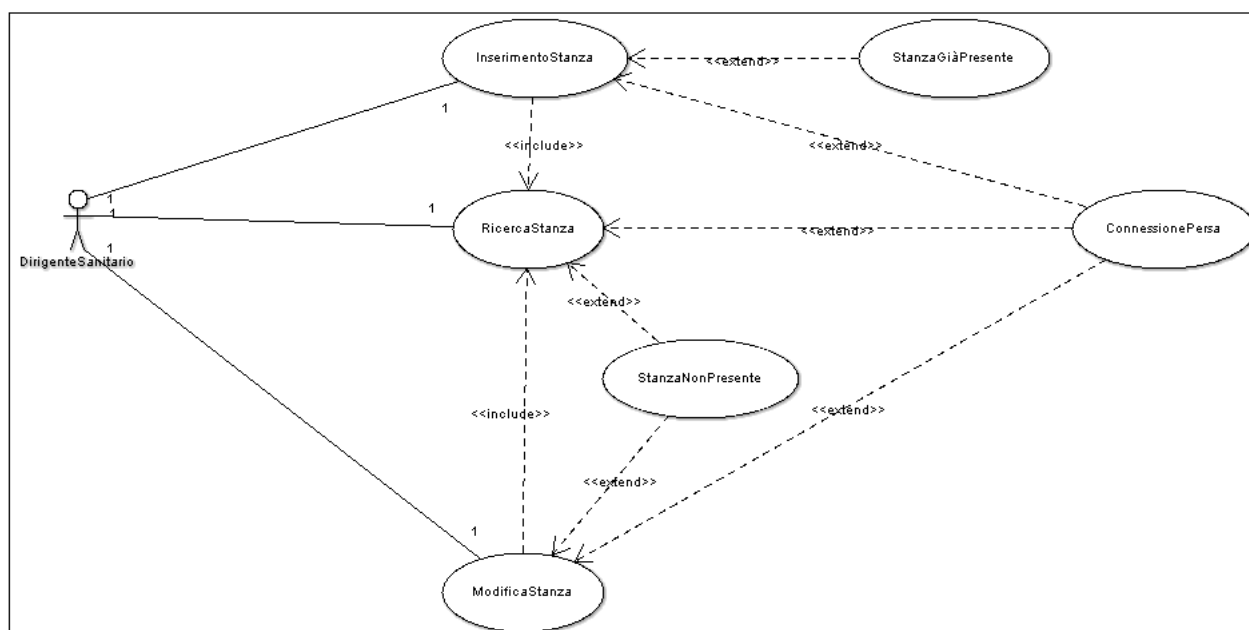 InserimentoStanza
<<extend>>
StanzaGiàPresente
1
<<include>>
<<extend>>
1
1
1
RicercaStanza
<<extend>>
ConnessionePersa
1
DirigenteSanitario
<<extend>>
StanzaNonPresente
<<include>>
<<extend>>
<<extend>>
1
ModificaStanza